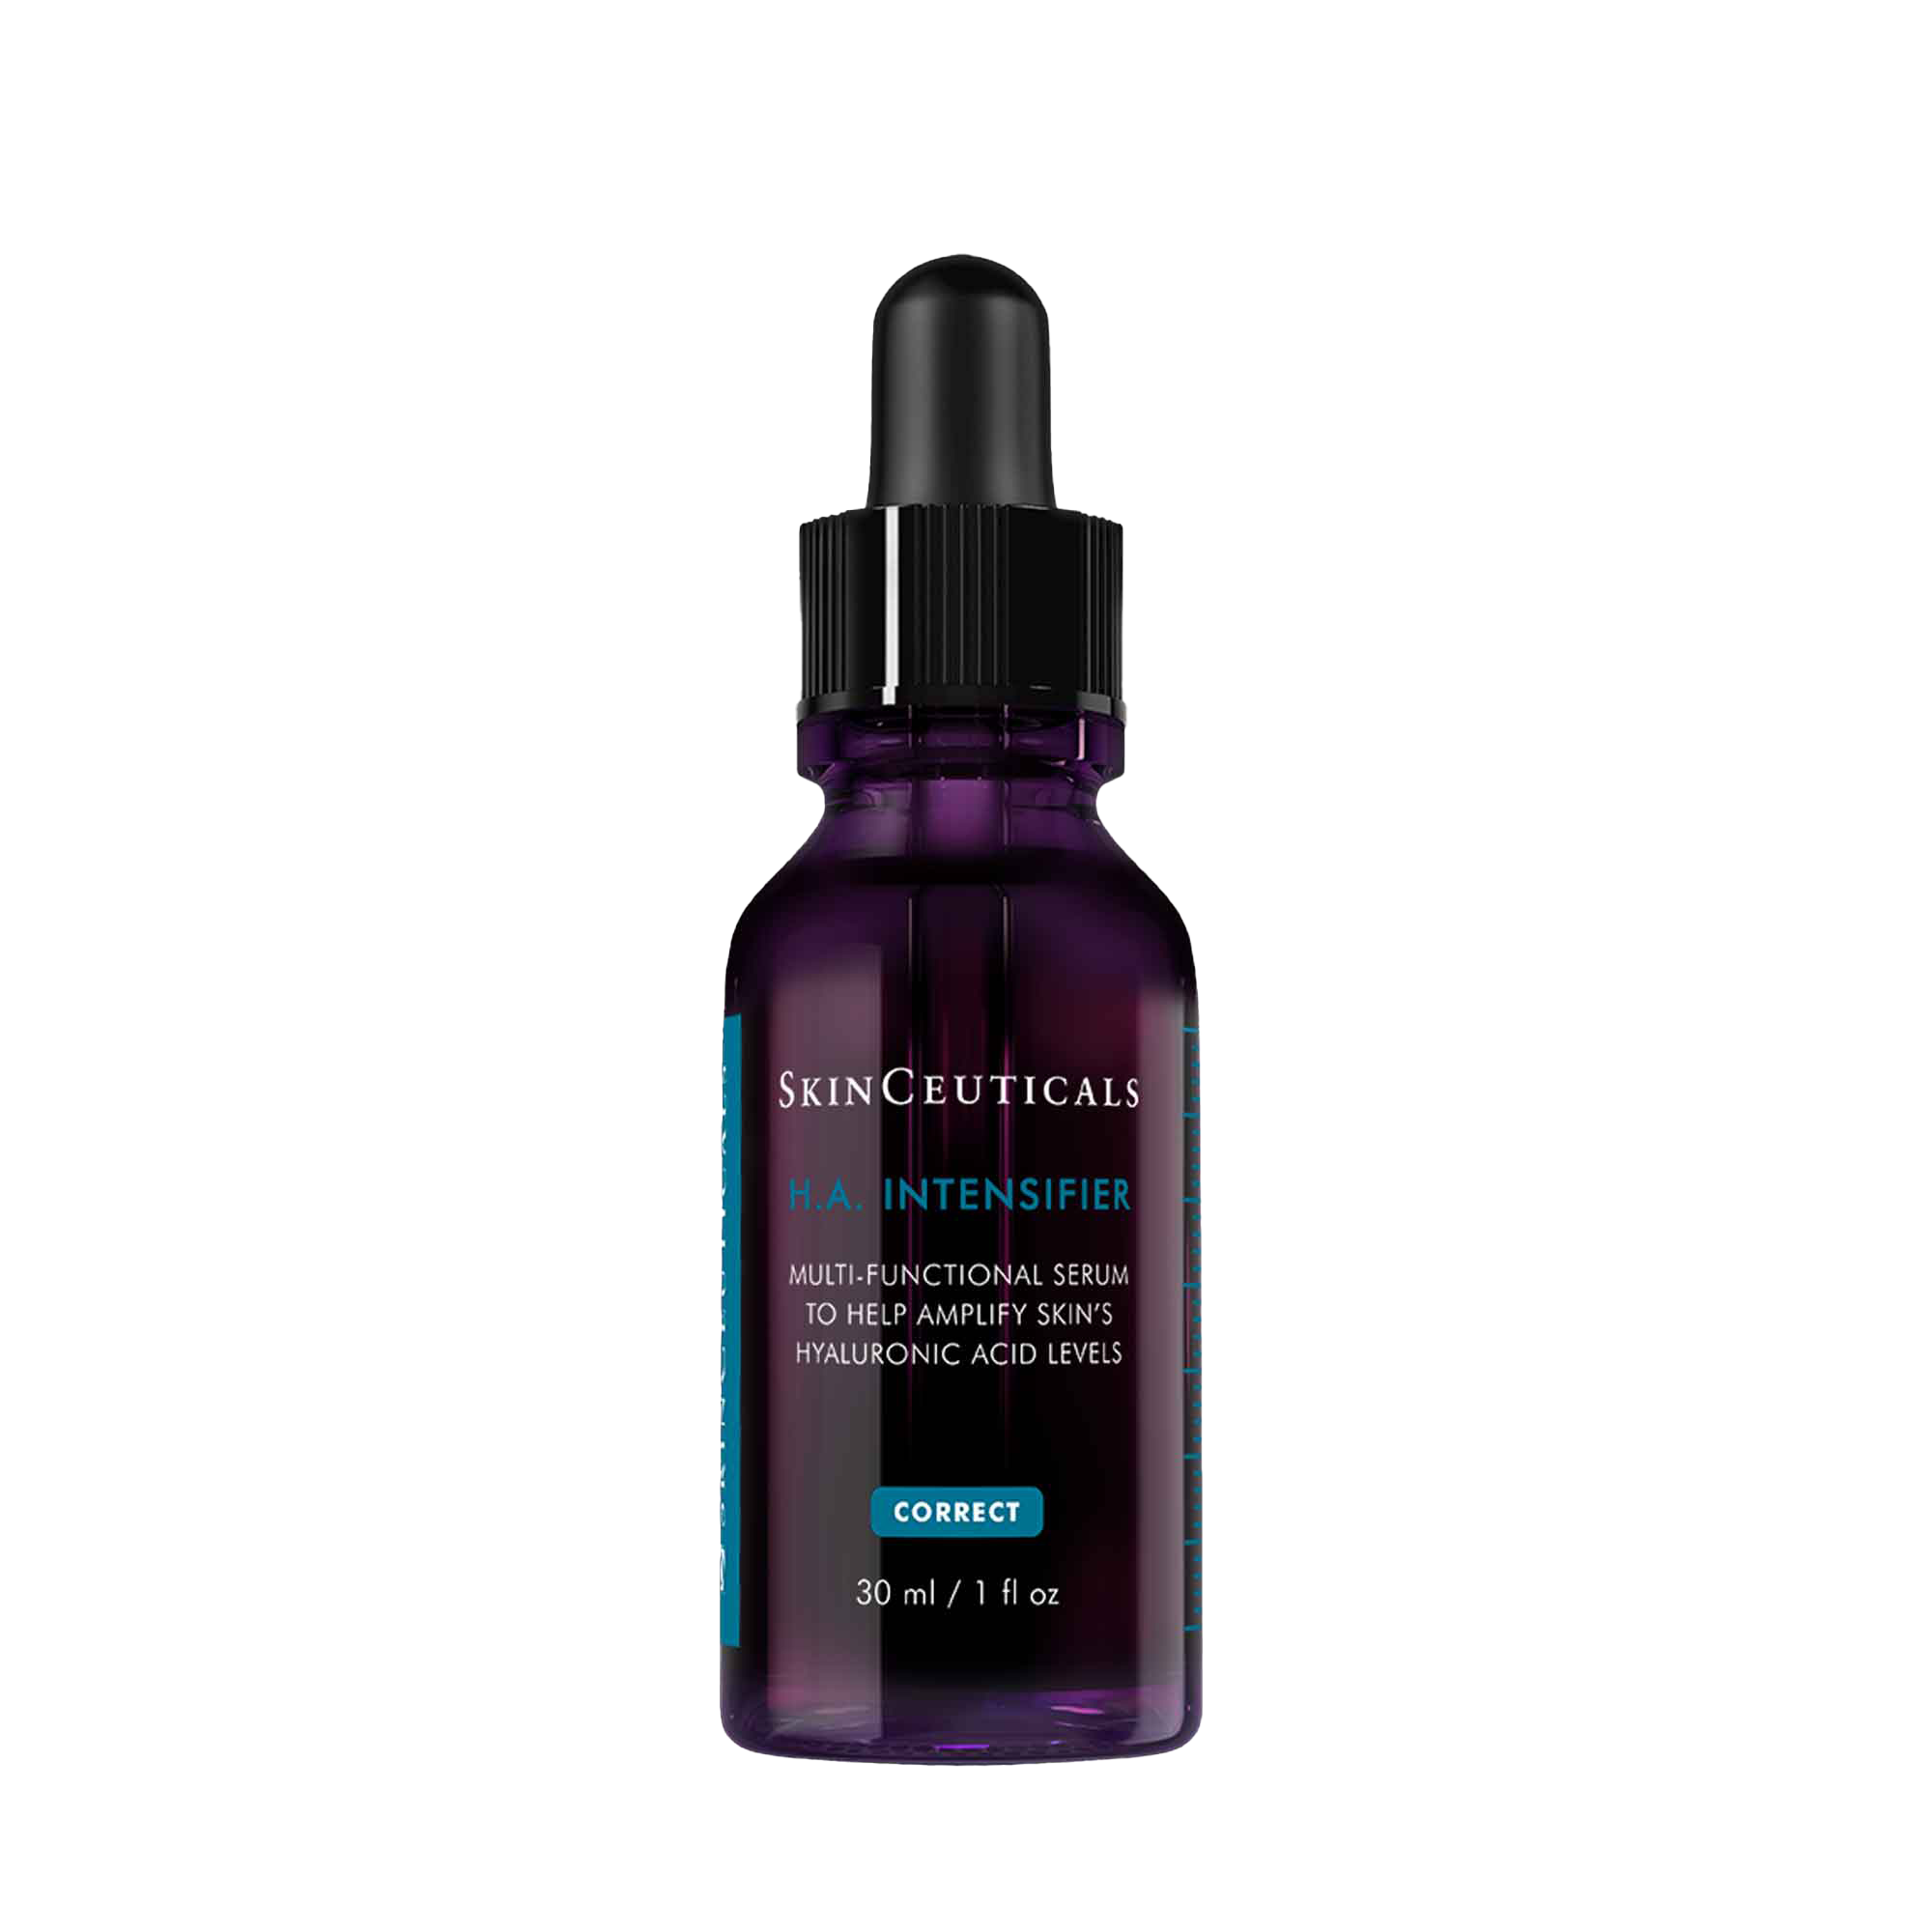 SKINCEUTICALS
H.A. INTENSIFIER
MULTI-FUNCTIONAL SERUM
TO HELP AMPLIFY SKIN'S
HYALURONIC ACID LEVELS
CORRECT
30 ml / 1 fl oz